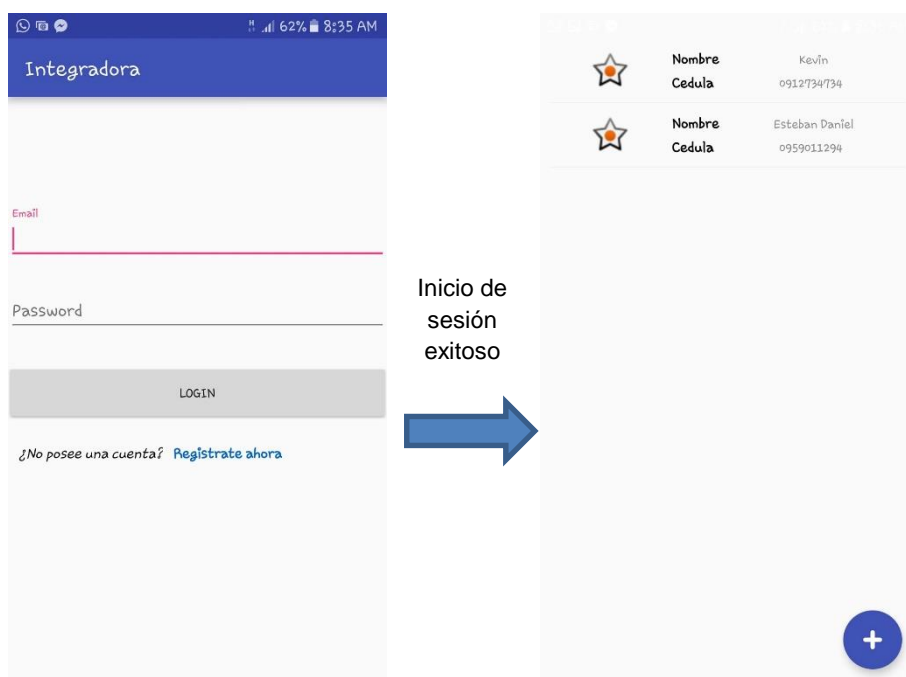 62% 8:35 AM
Integradora
Email
Password
LOGIN
¿No posee una cuenta? Registrate ahora
Inicio de
sesión
exitoso
Nombre Kevin
Cedula 0912734734
Nombre Esteban Daniel
Cedula 0959011294